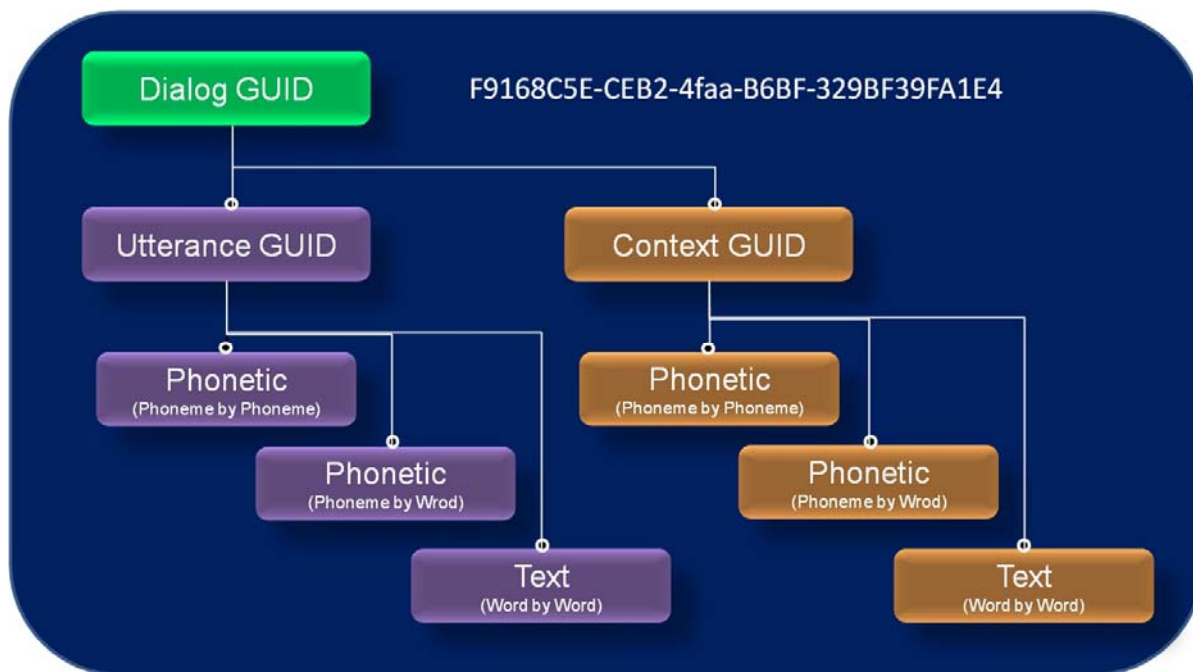 Dialog GUID
F9168C5E-CEB2-4faa-B6BF-329BF39FA1E4
Utterance GUID
Context GUID
Phonetic
(Phoneme by Phoneme)
Phonetic
(Phoneme by Phoneme)
Phonetic
(Phoneme by Wrod)
Phonetic
(Phoneme by Wrod)
Text
(Word by Word)
Text
(Word by Word)